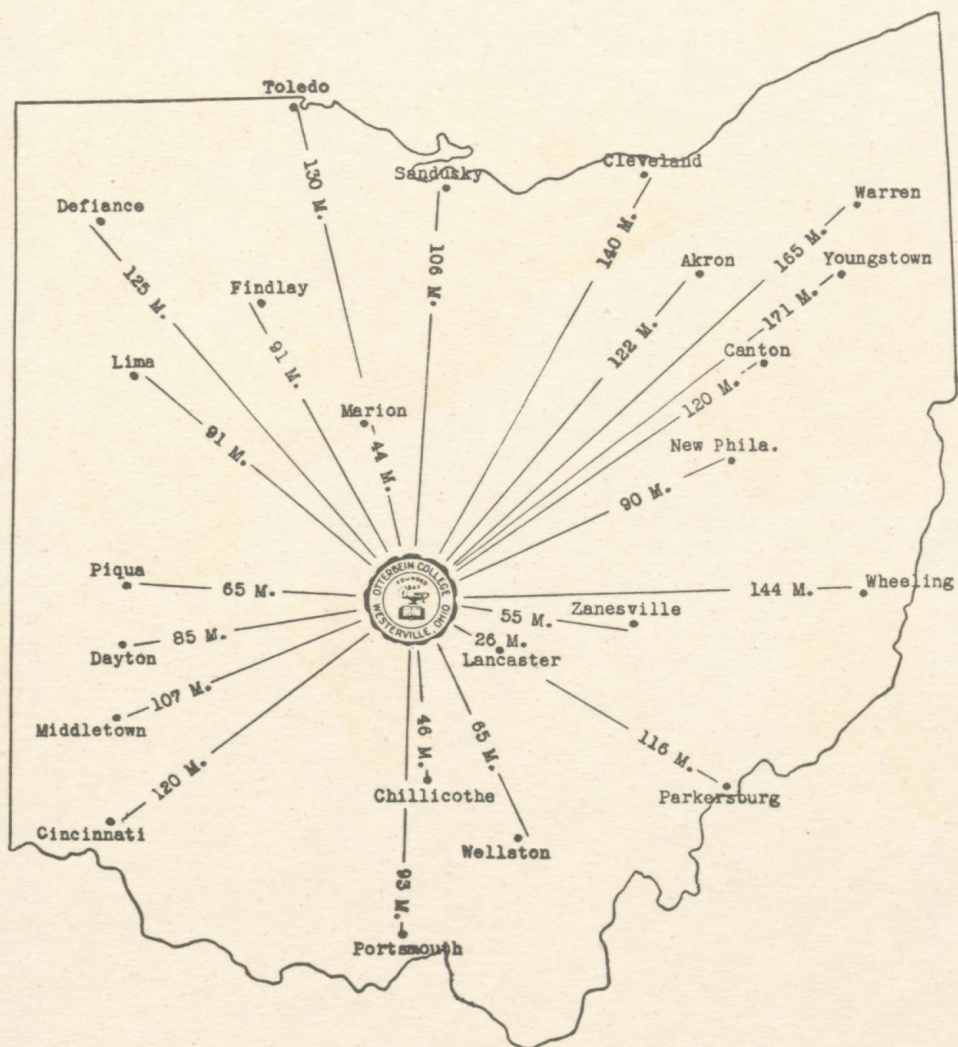 Toledo
130 M.
Sandusky
106 M.
Cleveland
140 M.
Warren
165 M.
Defiance
125 M.
Findlay
91 M.
Akron
122 M.
Youngstown
171 M.
Lima
91 M.
Marion
44 M.
Canton
120 M.
New Phila.
90 M.
OTTERBEIN COLLEGE
FOUNDED
1847
WESTERVILLE, OHIO
Piqua
65 M.
144 M.
Wheeling
Zanesville
55 M.
26 M.
Lancaster
Dayton
85 M.
Middletown
107 M.
46 M.
Chillicothe
65 M.
Wellston
116 M.
Parkersburg
Cincinnati
120 M.
93 M.
Portsmouth